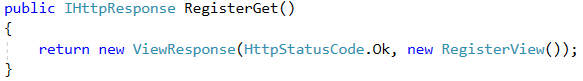 public IHttpResponse RegisterGet()
{
    return new ViewResponse(HttpStatusCode.Ok, new RegisterView());
}